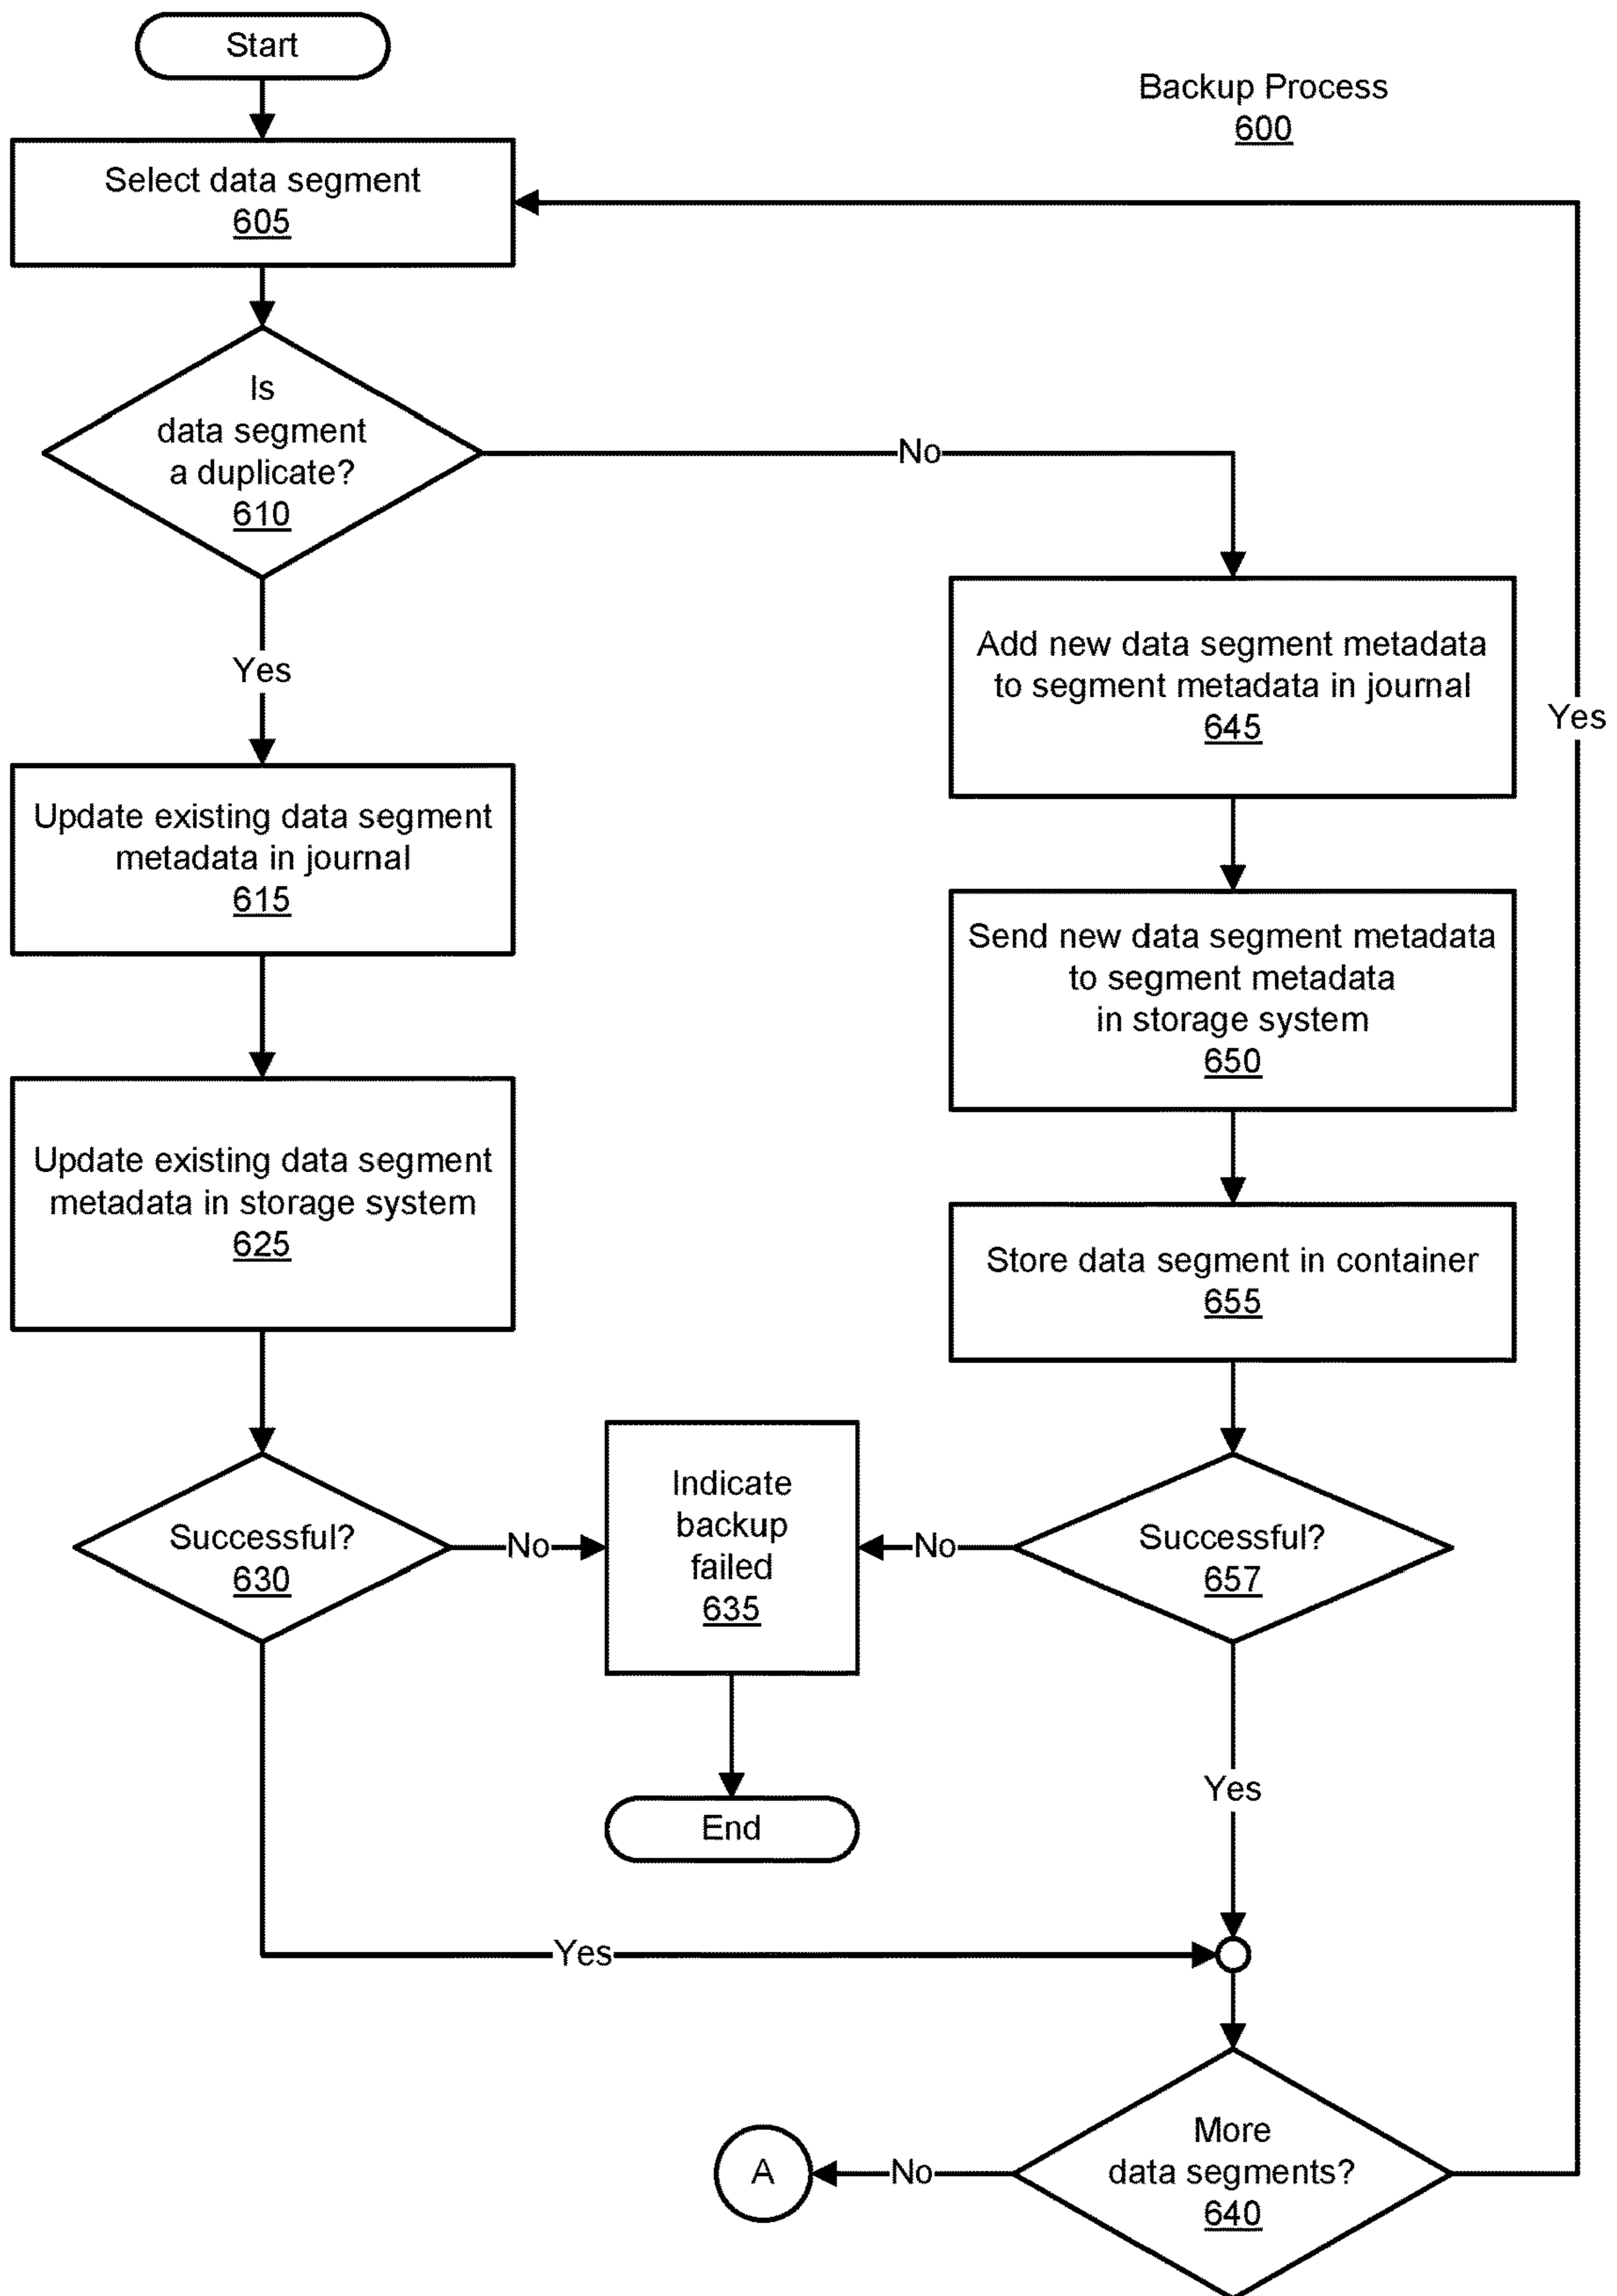 Start
Backup Process
600
Select data segment
605
Is
data segment
a duplicate?
610
No
Yes
Add new data segment metadata
to segment metadata in journal
645
Yes
Update existing data segment
metadata in journal
615
Send new data segment metadata
to segment metadata
in storage system
650
Update existing data segment
metadata in storage system
625
Store data segment in container
655
Successful?
630
No
Indicate
backup
failed
635
No
Successful?
657
Yes
End
Yes
More
data segments?
640
No
A